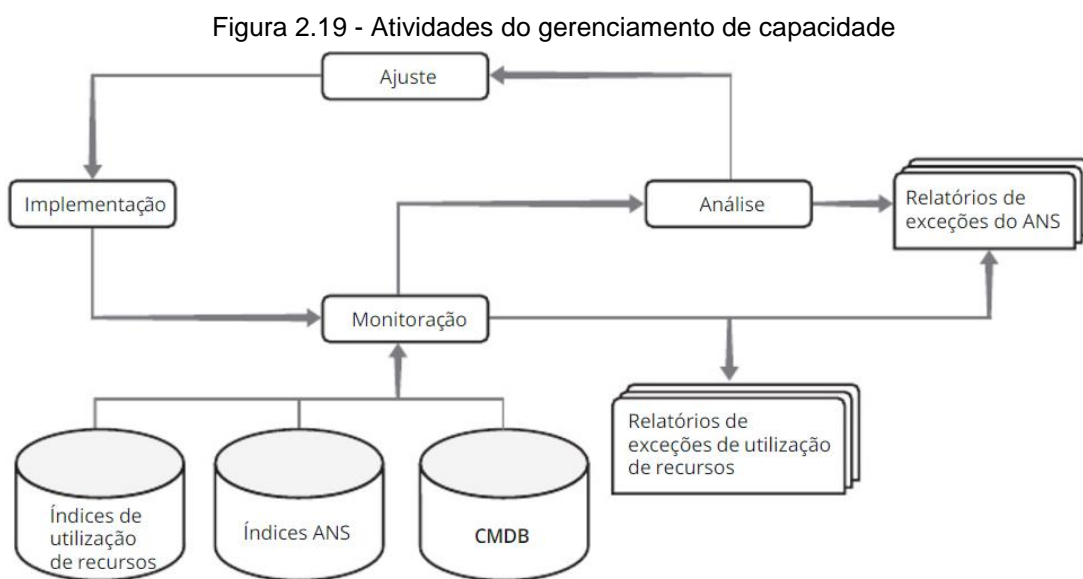 Figura 2.19 - Atividades do gerenciamento de capacidade
Ajuste
Implementação
Análise
Relatórios de
exceções do ANS
Monitoração
Relatórios de
exceções de utilização
de recursos
Índices de
utilização
de recursos
Índices ANS
CMDB